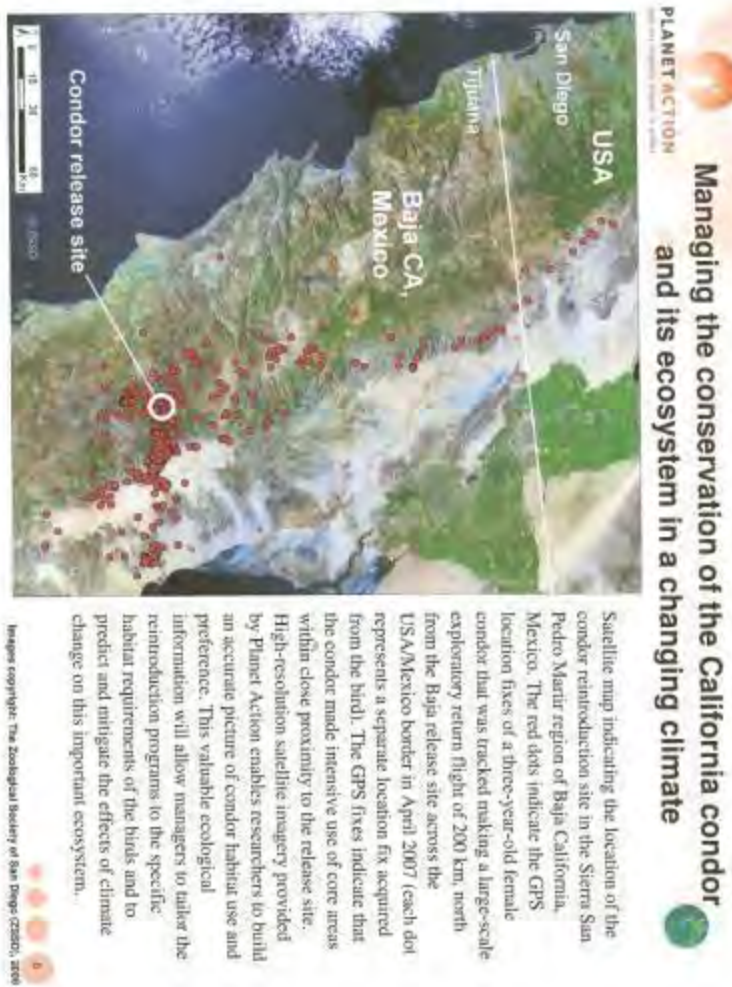 PLANET ACTION
Managing the conservation of the California condor
and its ecosystem in a changing climate
San Diego
USA
Tijuana
Baja CA,
Mexico
Condor release site
Km
Satellite map indicating the location of the
condor reintroduction site in the Sierra San
Pedro Martir region of Baja California,
Mexico. The red dots indicate the GPS
location fixes of a three-year-old female
condor that was tracked making a large-scale
exploratory return flight of 200 km, north
from the Baja release site across the
USA/Mexico border in April 2007 (each dot
represents a separate location fix acquired
from the bird). The GPS fixes indicate that
the condor made intensive use of core areas
within close proximity to the release site.
High-resolution satellite imagery provided
by Planet Action enables researchers to build
an accurate picture of condor habitat use and
preference. This valuable ecological
information will allow managers to tailor the
reintroduction programs to the specific
habitat requirements of the birds and to
predict and mitigate the effects of climate
change on this important ecosystem.
Images copyright: The Zoological Society of San Diego (ZSSD),